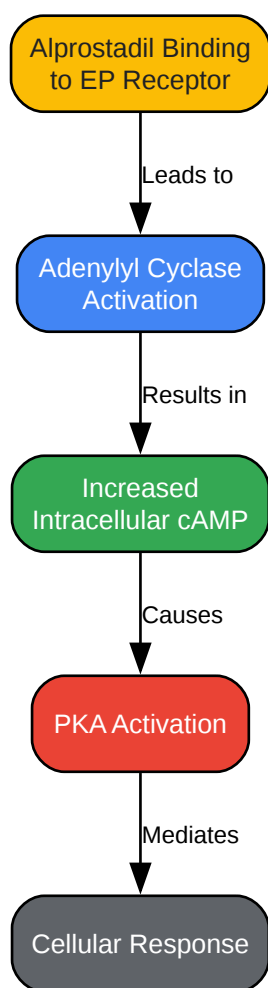 Alprostadil Binding
to EP Receptor
Leads to
Adenylyl Cyclase
Activation
Results in
Increased
Intracellular cAMP
Causes
PKA Activation
Mediates
Cellular Response